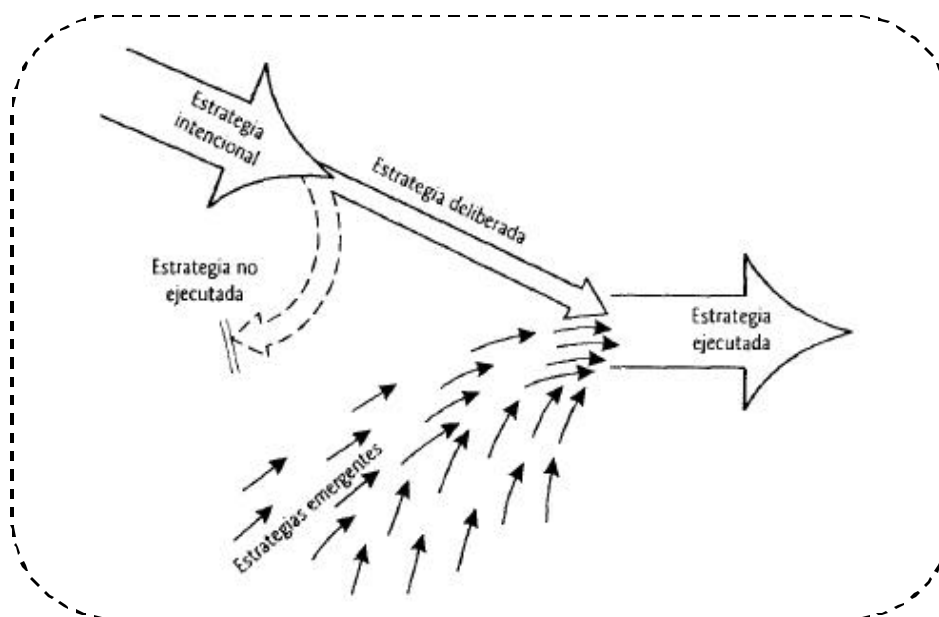 Estrategia
intencional
Estrategia deliberada
Estrategia no
ejecutada
Estrategia
ejecutada
Estrategias emergentes